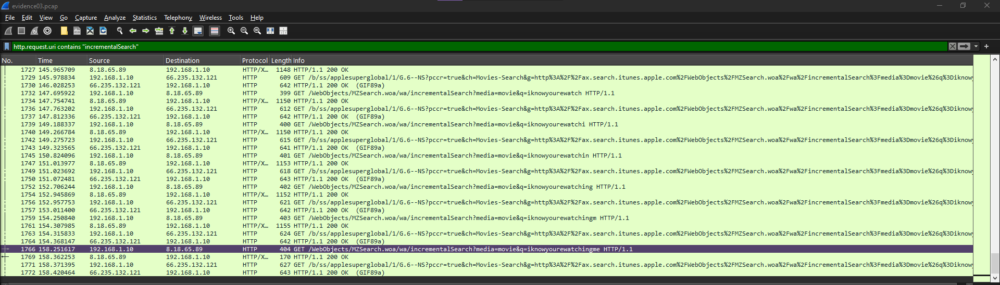 evidence03.pcap
File Edit View Go Capture Analyze Statistics Telephony Wireless Tools Help
http.request.uri contains "incrementalSearch"
No. Time Source Destination Protocol Length Info
1727 145.965709 8.18.65.89 192.168.1.10 HTTP/X… 1148 HTTP/1.1 200 OK
1729 145.978834 192.168.1.10 66.235.132.121 HTTP 609 GET /b/ss/applesuperglobal/1/G.6--NS?pccr=true&ch=Movies-Search&g=http%3A%2F%2Fax.search.itunes.apple.com%2FWebObjects%2FMZSearch.woa%2Fwa%2FincrementalSearch%3Fmedia%3Dmovie%26q%3Diknowy
1730 146.028253 66.235.132.121 192.168.1.10 HTTP 642 HTTP/1.1 200 OK (GIF89a)
1732 147.695922 192.168.1.10 8.18.65.89 HTTP 399 GET /WebObjects/MZSearch.woa/wa/incrementalSearch?media=movie&q=iknowyourewatch HTTP/1.1
1734 147.754741 8.18.65.89 192.168.1.10 HTTP/X… 1150 HTTP/1.1 200 OK
1736 147.763202 192.168.1.10 66.235.132.121 HTTP 612 GET /b/ss/applesuperglobal/1/G.6--NS?pccr=true&ch=Movies-Search&g=http%3A%2F%2Fax.search.itunes.apple.com%2FWebObjects%2FMZSearch.woa%2Fwa%2FincrementalSearch%3Fmedia%3Dmovie%26q%3Diknowy
1737 147.812336 66.235.132.121 192.168.1.10 HTTP 642 HTTP/1.1 200 OK (GIF89a)
1739 149.188337 192.168.1.10 8.18.65.89 HTTP 400 GET /WebObjects/MZSearch.woa/wa/incrementalSearch?media=movie&q=iknowyourewatchi HTTP/1.1
1740 149.266784 8.18.65.89 192.168.1.10 HTTP/X… 1150 HTTP/1.1 200 OK
1742 149.275723 192.168.1.10 66.235.132.121 HTTP 615 GET /b/ss/applesuperglobal/1/G.6--NS?pccr=true&ch=Movies-Search&g=http%3A%2F%2Fax.search.itunes.apple.com%2FWebObjects%2FMZSearch.woa%2Fwa%2FincrementalSearch%3Fmedia%3Dmovie%26q%3Diknowy
1743 149.323565 66.235.132.121 192.168.1.10 HTTP 641 HTTP/1.1 200 OK (GIF89a)
1745 150.824096 192.168.1.10 8.18.65.89 HTTP 401 GET /WebObjects/MZSearch.woa/wa/incrementalSearch?media=movie&q=iknowyourewatchin HTTP/1.1
1747 151.013977 8.18.65.89 192.168.1.10 HTTP/X… 1153 HTTP/1.1 200 OK
1749 151.023692 192.168.1.10 66.235.132.121 HTTP 618 GET /b/ss/applesuperglobal/1/G.6--NS?pccr=true&ch=Movies-Search&g=http%3A%2F%2Fax.search.itunes.apple.com%2FWebObjects%2FMZSearch.woa%2Fwa%2FincrementalSearch%3Fmedia%3Dmovie%26q%3Diknowy
1750 151.072481 66.235.132.121 192.168.1.10 HTTP 643 HTTP/1.1 200 OK (GIF89a)
1752 152.706244 192.168.1.10 8.18.65.89 HTTP 402 GET /WebObjects/MZSearch.woa/wa/incrementalSearch?media=movie&q=iknowyourewatching HTTP/1.1
1754 152.945869 8.18.65.89 192.168.1.10 HTTP/X… 1152 HTTP/1.1 200 OK
1756 152.957753 192.168.1.10 66.235.132.121 HTTP 621 GET /b/ss/applesuperglobal/1/G.6--NS?pccr=true&ch=Movies-Search&g=http%3A%2F%2Fax.search.itunes.apple.com%2FWebObjects%2FMZSearch.woa%2Fwa%2FincrementalSearch%3Fmedia%3Dmovie%26q%3Diknowy
1757 153.011400 66.235.132.121 192.168.1.10 HTTP 642 HTTP/1.1 200 OK (GIF89a)
1759 154.250840 192.168.1.10 8.18.65.89 HTTP 403 GET /WebObjects/MZSearch.woa/wa/incrementalSearch?media=movie&q=iknowyourewatchingm HTTP/1.1
1761 154.307985 8.18.65.89 192.168.1.10 HTTP/X… 1155 HTTP/1.1 200 OK
1763 154.315833 192.168.1.10 66.235.132.121 HTTP 624 GET /b/ss/applesuperglobal/1/G.6--NS?pccr=true&ch=Movies-Search&g=http%3A%2F%2Fax.search.itunes.apple.com%2FWebObjects%2FMZSearch.woa%2Fwa%2FincrementalSearch%3Fmedia%3Dmovie%26q%3Diknowy
1764 154.368147 66.235.132.121 192.168.1.10 HTTP 642 HTTP/1.1 200 OK (GIF89a)
1766 158.251617 192.168.1.10 8.18.65.89 HTTP 404 GET /WebObjects/MZSearch.woa/wa/incrementalSearch?media=movie&q=iknowyourewatchingme HTTP/1.1
1769 158.362253 8.18.65.89 192.168.1.10 HTTP/X… 170 HTTP/1.1 200 OK
1771 158.371395 192.168.1.10 66.235.132.121 HTTP 627 GET /b/ss/applesuperglobal/1/G.6--NS?pccr=true&ch=Movies-Search&g=http%3A%2F%2Fax.search.itunes.apple.com%2FWebObjects%2FMZSearch.woa%2Fwa%2FincrementalSearch%3Fmedia%3Dmovie%26q%3Diknowy
1772 158.420464 66.235.132.121 192.168.1.10 HTTP 643 HTTP/1.1 200 OK (GIF89a)